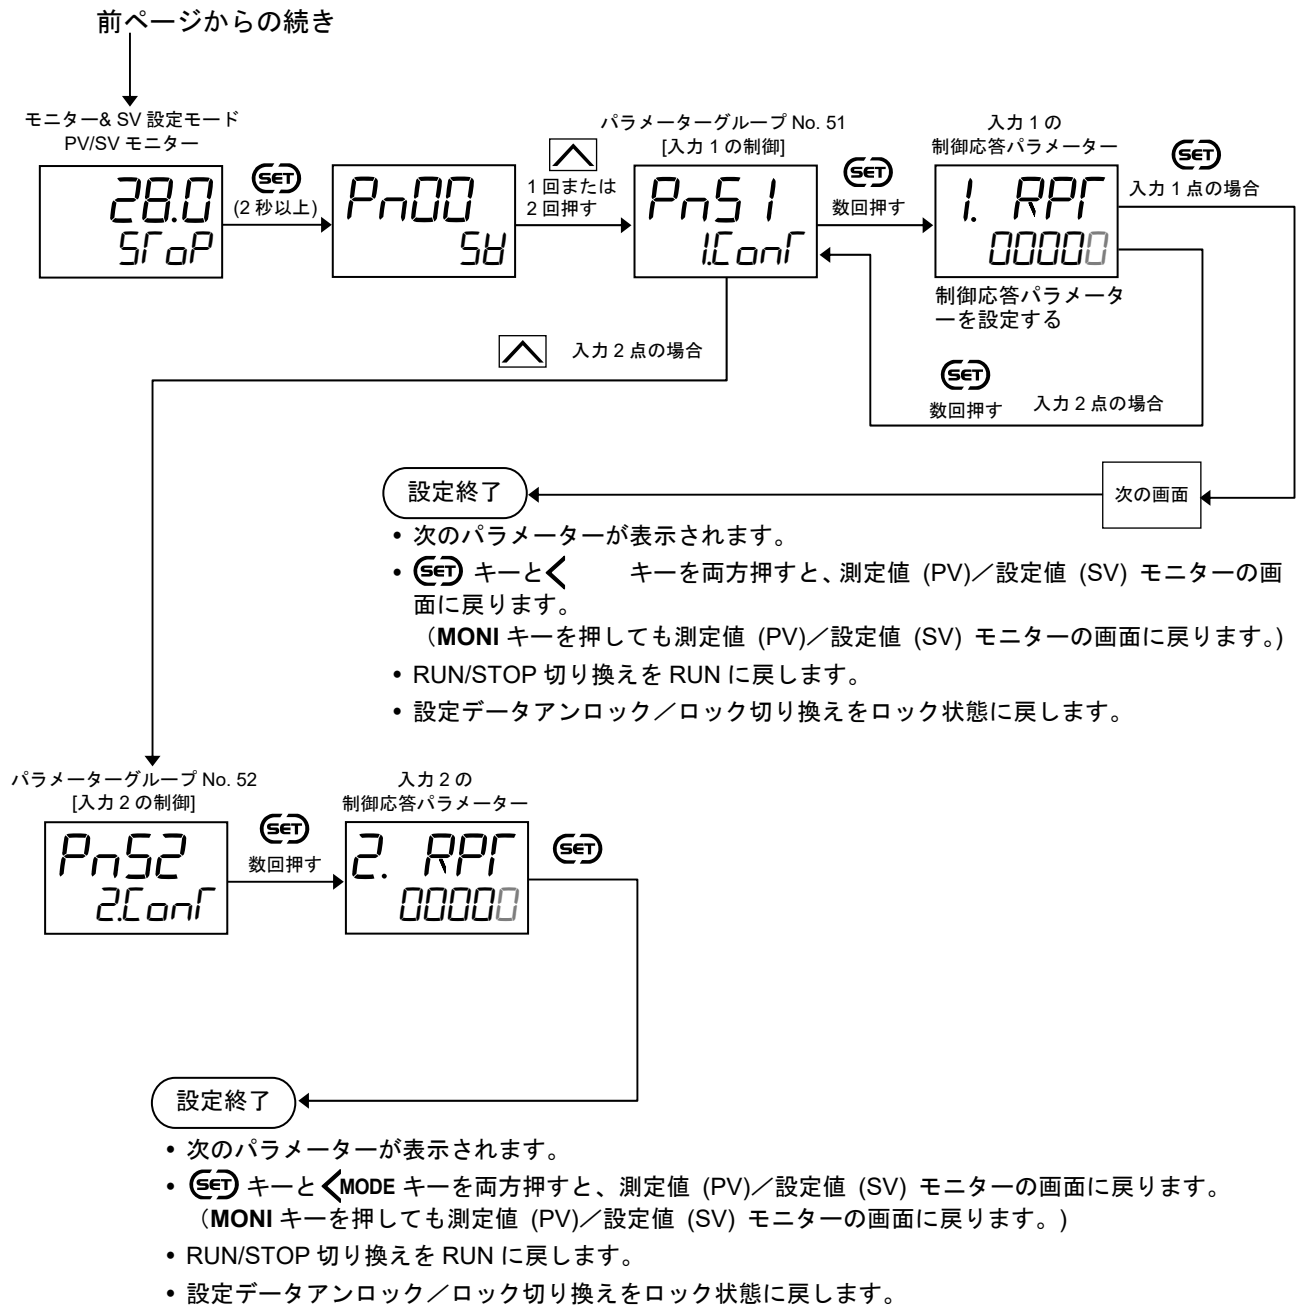 前ページからの続き
モニター& SV 設定モード
PV/SV モニター
28.0
SToP
SET
(2 秒以上)
Pn00
SV
1 回または
2 回押す
パラメーターグループ No. 51
[入力 1 の制御]
Pn51
1.ConT
SET
数回押す
入力 1 の
制御応答パラメーター
1. RPT
00000
制御応答パラメータ
ーを設定する
SET
入力 1 点の場合
入力 2 点の場合
SET
数回押す
入力 2 点の場合
次の画面
設定終了
• 次のパラメーターが表示されます。
• SET キーと< キーを両方押すと、測定値 (PV)／設定値 (SV) モニターの画
面に戻ります。
（MONI キーを押しても測定値 (PV)／設定値 (SV) モニターの画面に戻ります。)
• RUN/STOP 切り換えを RUN に戻します。
• 設定データアンロック／ロック切り換えをロック状態に戻します。
パラメーターグループ No. 52
[入力 2 の制御]
Pn52
2.ConT
SET
数回押す
入力 2 の
制御応答パラメーター
2. RPT
00000
SET
設定終了
• 次のパラメーターが表示されます。
• SET キーと <MODE キーを両方押すと、測定値 (PV)／設定値 (SV) モニターの画面に戻ります。
（MONI キーを押しても測定値 (PV)／設定値 (SV) モニターの画面に戻ります。)
• RUN/STOP 切り換えを RUN に戻します。
• 設定データアンロック／ロック切り換えをロック状態に戻します。